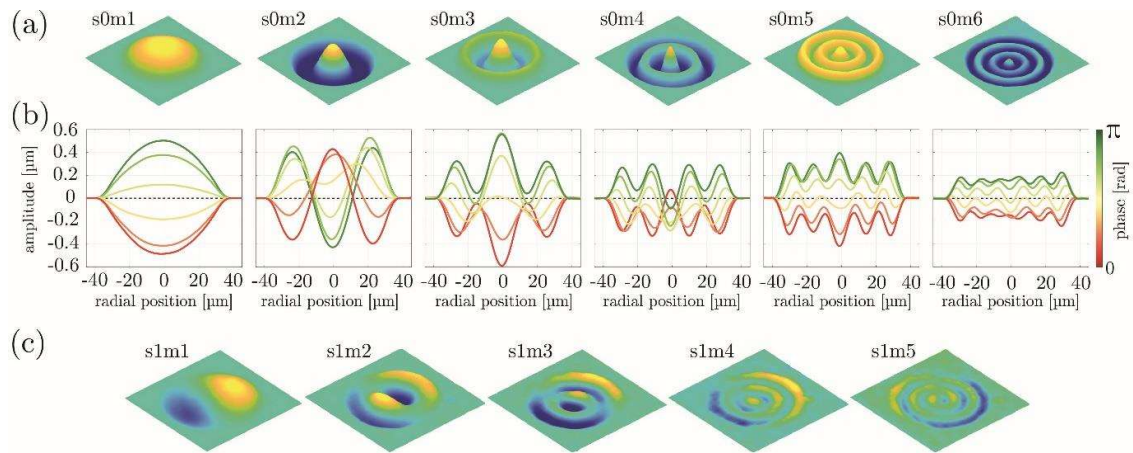 (a)
s0m1 s0m2 s0m3 s0m4 s0m5 s0m6
(b)
amplitude [µm]
0.6
0.4
0.2
0
-0.2
-0.4
-0.6
-40 -20 0 20 40
-40 -20 0 20 40
-40 -20 0 20 40
-40 -20 0 20 40
-40 -20 0 20 40
-40 -20 0 20 40
radial position [µm] radial position [µm] radial position [µm] radial position [µm] radial position [µm] radial position [µm]
π
phase [rad]
0
(c)
s1m1 s1m2 s1m3 s1m4 s1m5